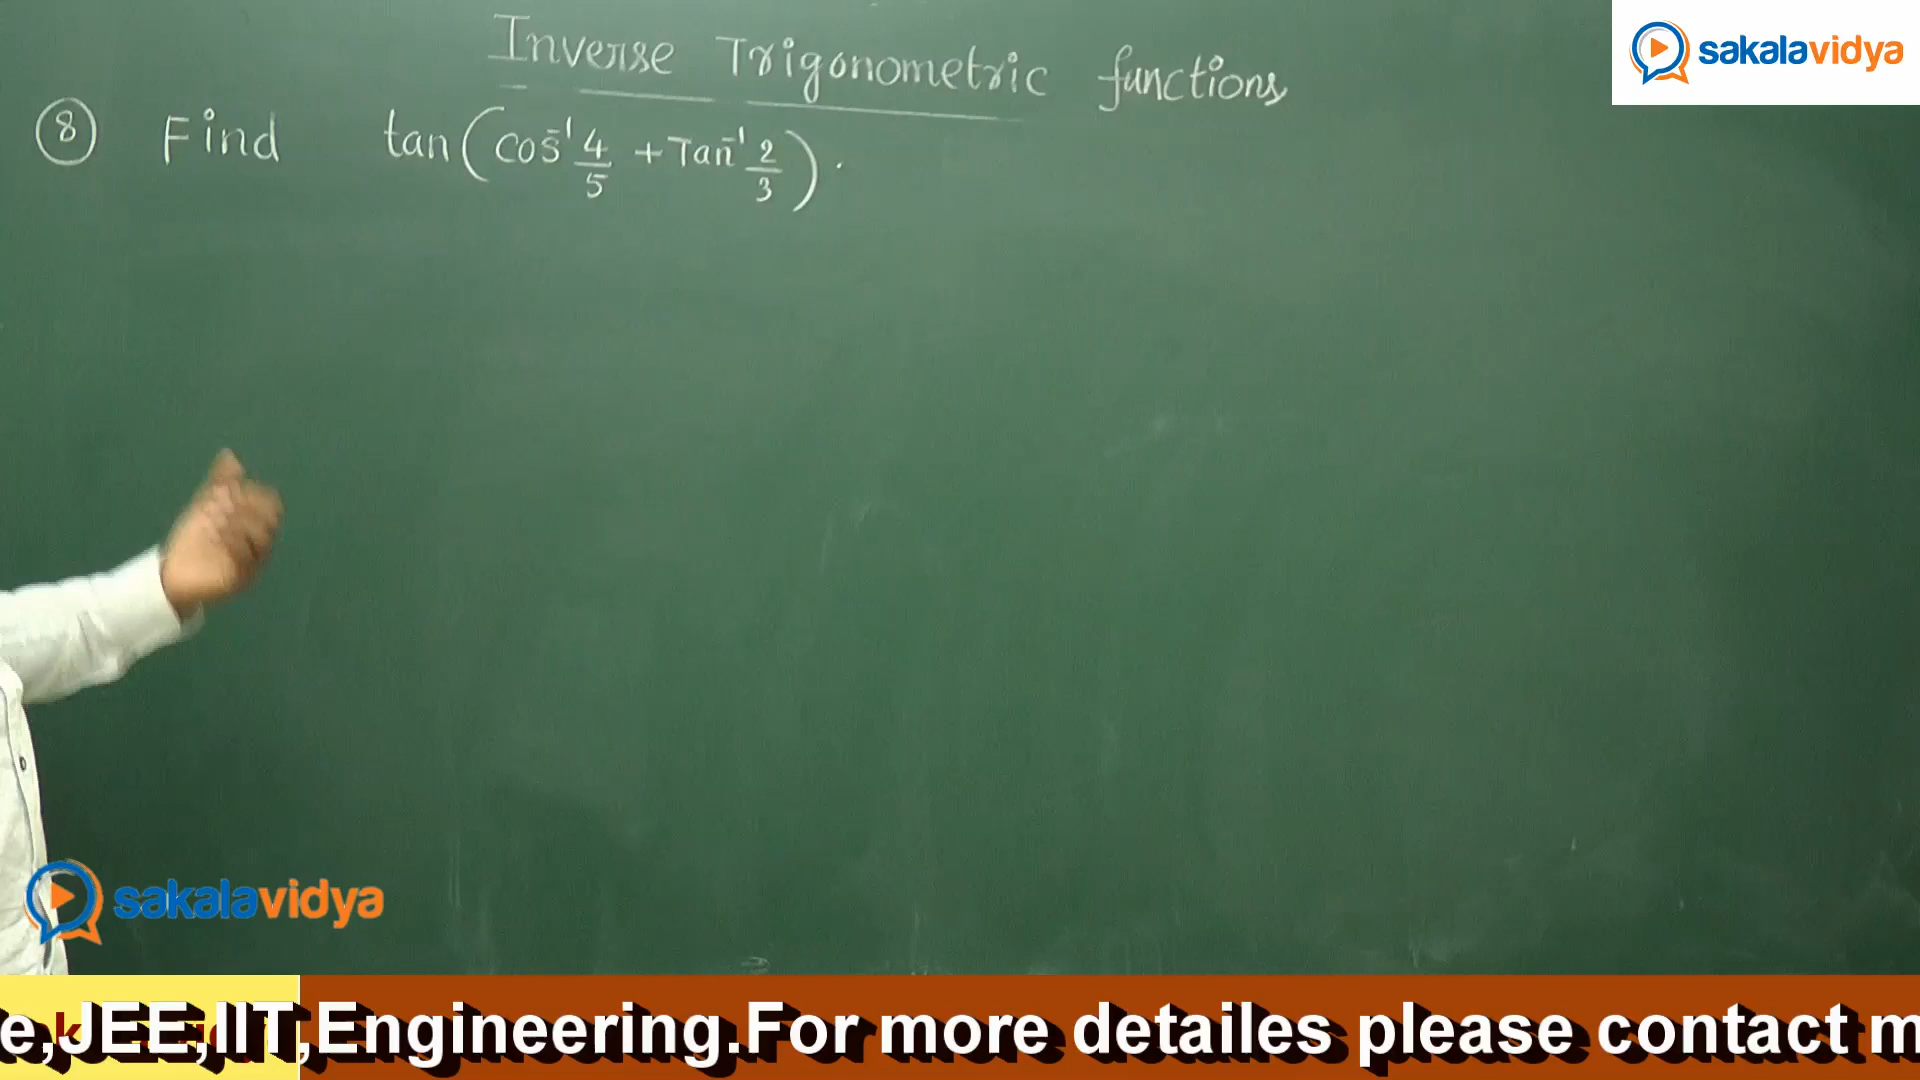 Inverse Trigonometric functions
sakalavidya
⑧ Find tan(cos⁻¹ 4/5 + Tan⁻¹ 2/3).
sakalavidya
e,JEE,IIT,Engineering.For more detailes please contact m